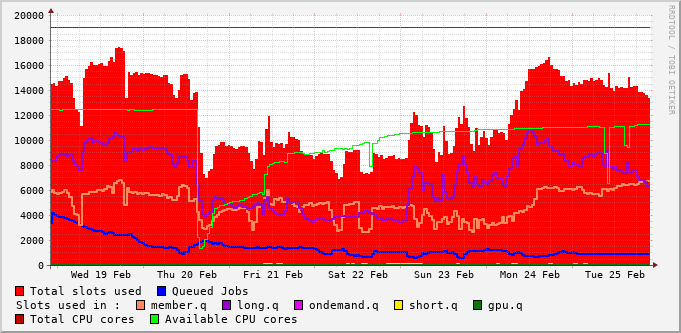 RRDTOOL / TOBI OETIKER
20000
18000
16000
14000
12000
10000
8000
6000
4000
2000
0
Wed 19 Feb Thu 20 Feb Fri 21 Feb Sat 22 Feb Sun 23 Feb Mon 24 Feb Tue 25 Feb
Total slots used Queued Jobs
Slots used in : member.q long.q ondemand.q short.q gpu.q
Total CPU cores Available CPU cores